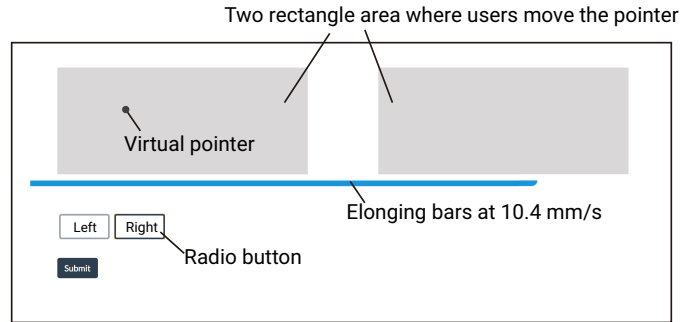 Two rectangle area where users move the pointer
Virtual pointer
Elonging bars at 10.4 mm/s
Left Right
Radio button
Submit